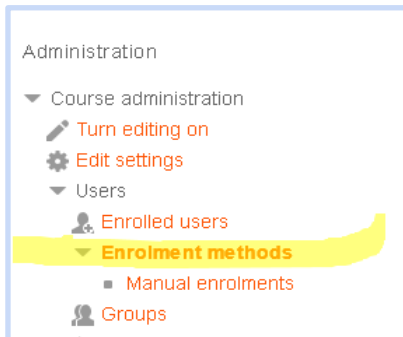 Administration
Course administration
Turn editing on
Edit settings
Users
Enrolled users
Enrolment methods
Manual enrolments
Groups